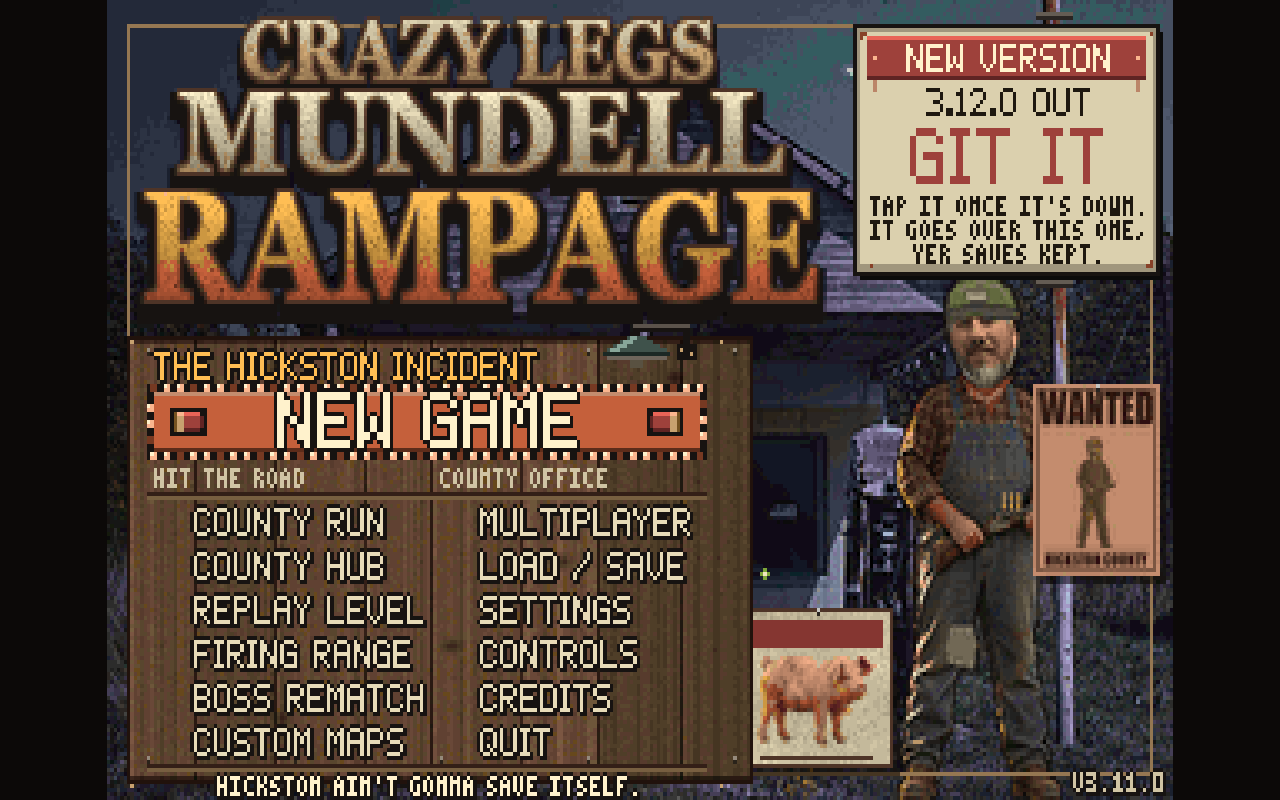 CRAZY LEGS
MUNDELL
RAMPAGE
NEW VERSION
3.12.0 OUT
GIT IT
TAP IT ONCE IT'S DOWN.
IT GOES OVER THIS ONE,
YER SAVES KEPT.
THE HICKSTON INCIDENT
NEW GAME
HIT THE ROAD
COUNTY OFFICE
COUNTY RUN
COUNTY HUB
REPLAY LEVEL
FIRING RANGE
BOSS REMATCH
CUSTOM MAPS
MULTIPLAYER
LOAD / SAVE
SETTINGS
CONTROLS
CREDITS
QUIT
HICKSTON AIN'T GONNA SAVE ITSELF.
WANTED
HICKSTON COUNTY
V3.11.0